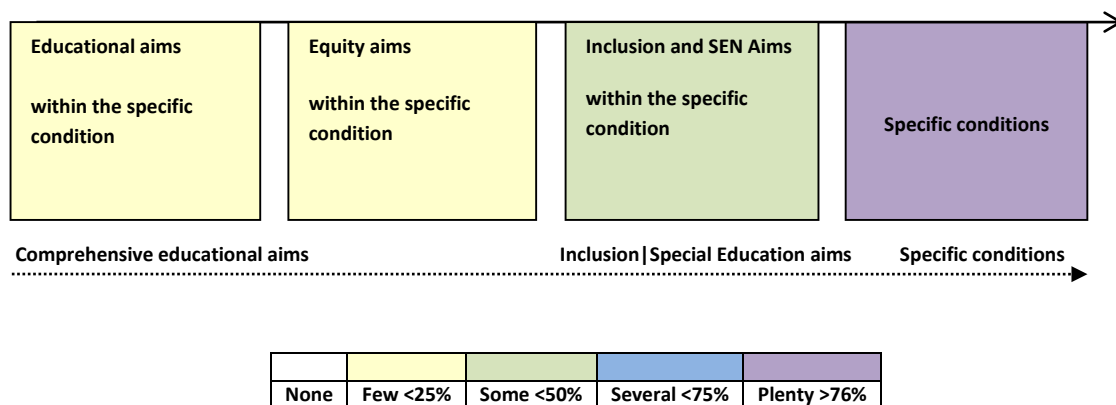 Educational aims
within the specific
condition
Equity aims
within the specific
condition
Inclusion and SEN Aims
within the specific
condition
Specific conditions
Comprehensive educational aims Inclusion|Special Education aims Specific conditions
None Few <25% Some <50% Several <75% Plenty >76%